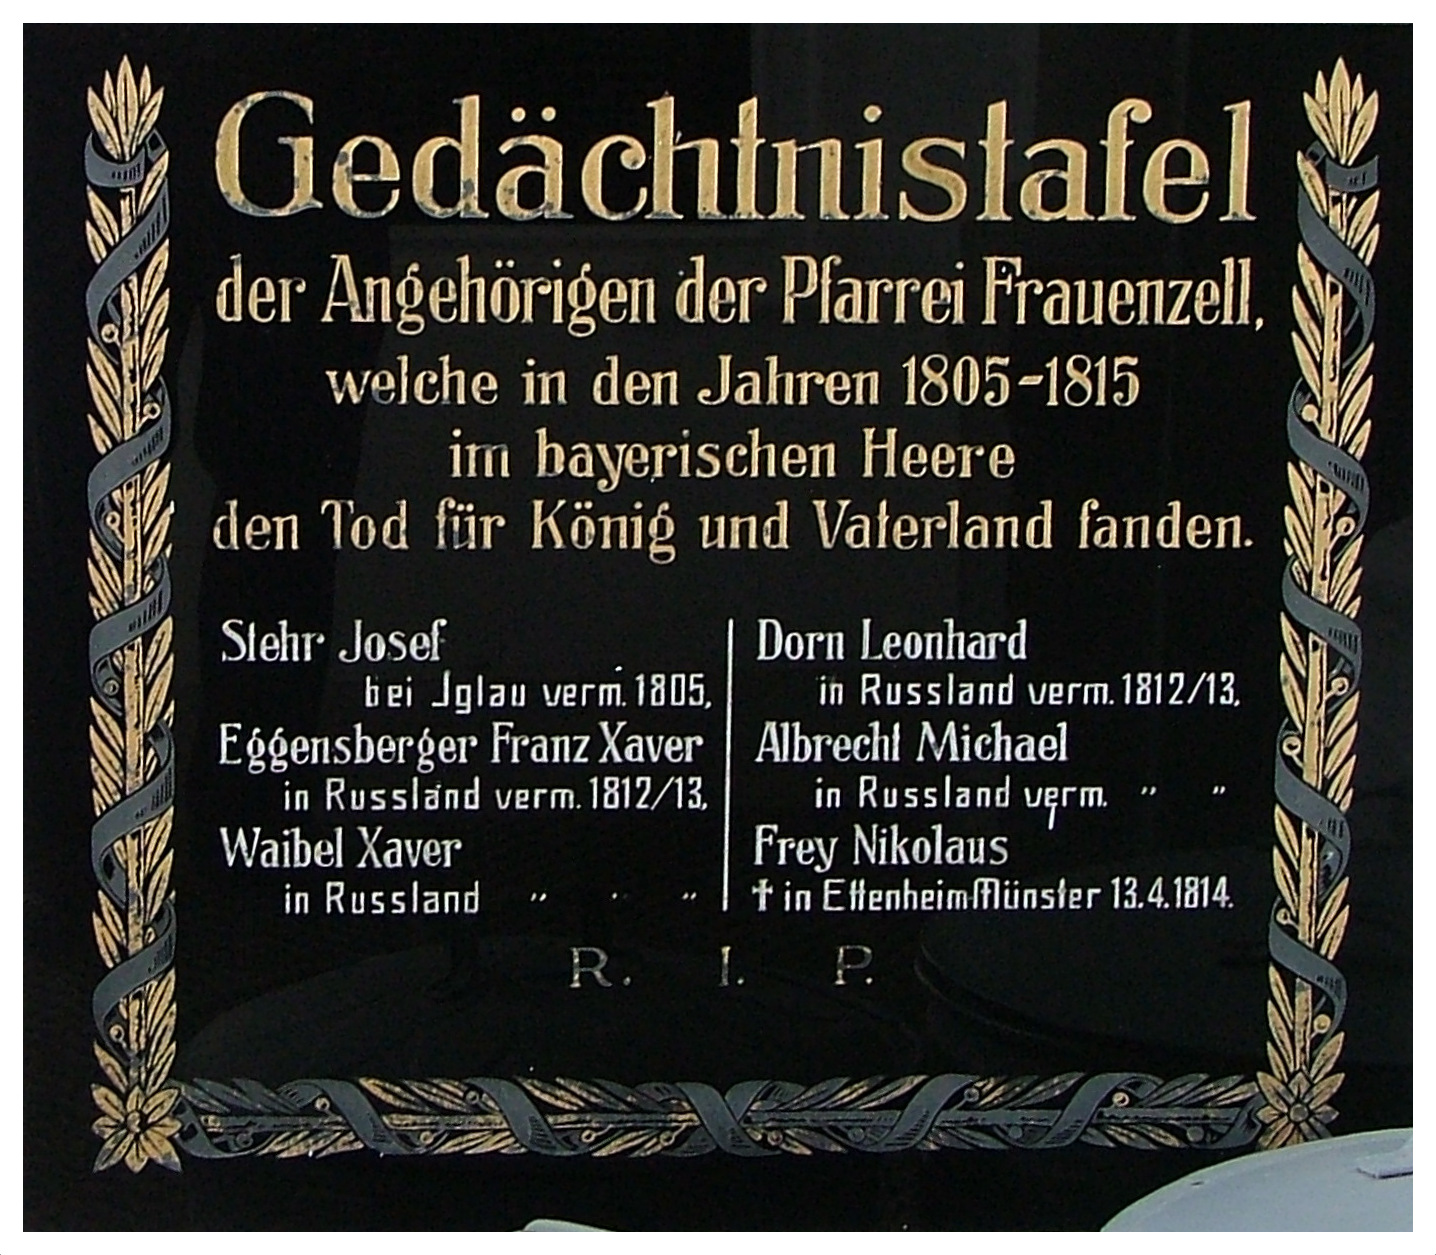 Gedächtnistafel
der Angehörigen der Pfarrei Frauenzell,
welche in den Jahren 1805-1815
im bayerischen Heere
den Tod für König und Vaterland fanden.
Stehr Josef
bei Jglau verm. 1805,
Eggensberger Franz Xaver
in Russland verm. 1812/13,
Waibel Xaver
in Russland " " "
Dorn Leonhard
in Russland verm. 1812/13,
Albrecht Michael
in Russland verm. " "
Frey Nikolaus
† in Ettenheim-Münster 13.4.1814.
R. I. P.